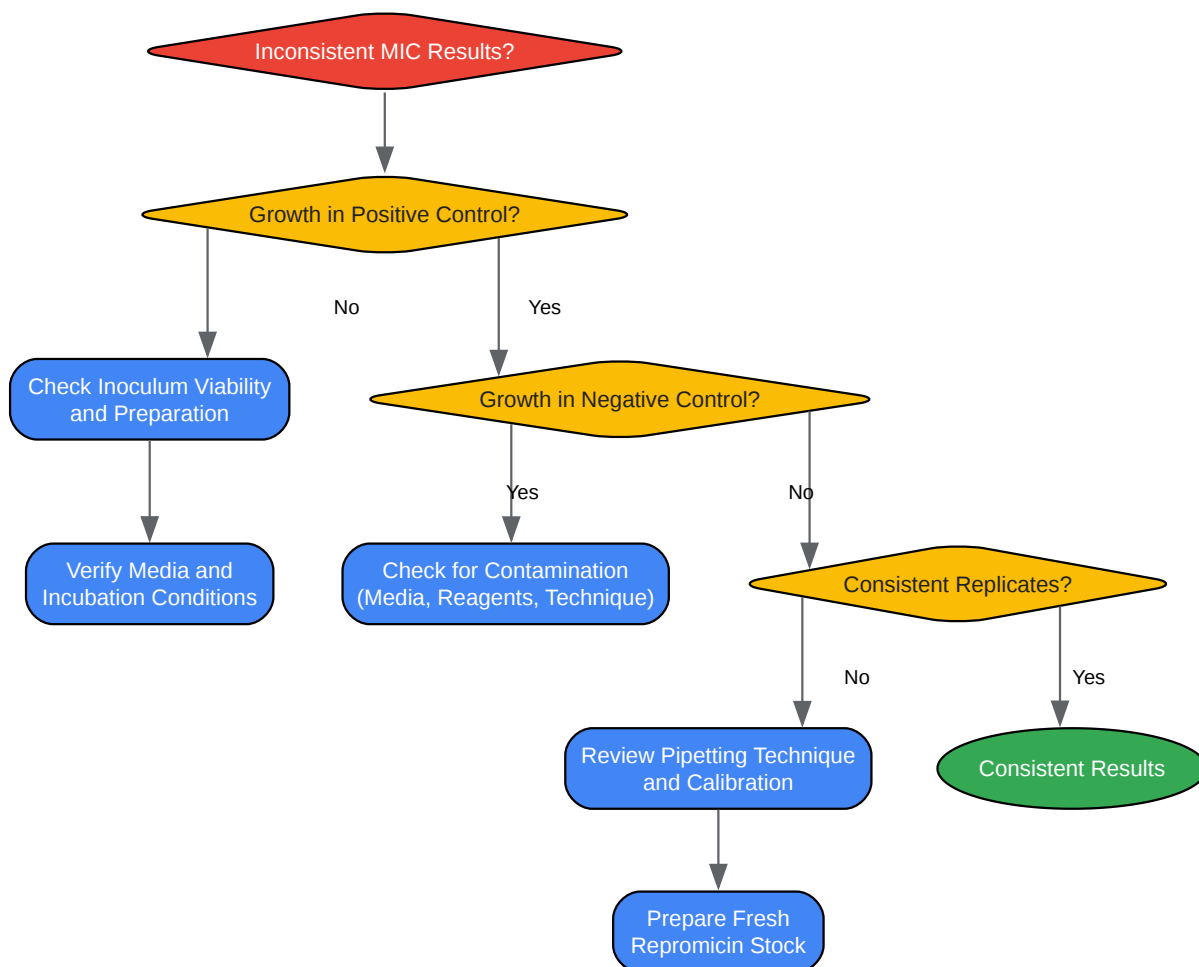 Inconsistent MIC Results?
Growth in Positive Control?
No
Yes
Check Inoculum Viability
and Preparation
Growth in Negative Control?
Yes
No
Verify Media and
Incubation Conditions
Check for Contamination
(Media, Reagents, Technique)
Consistent Replicates?
No
Yes
Review Pipetting Technique
and Calibration
Consistent Results
Prepare Fresh
Repromicin Stock